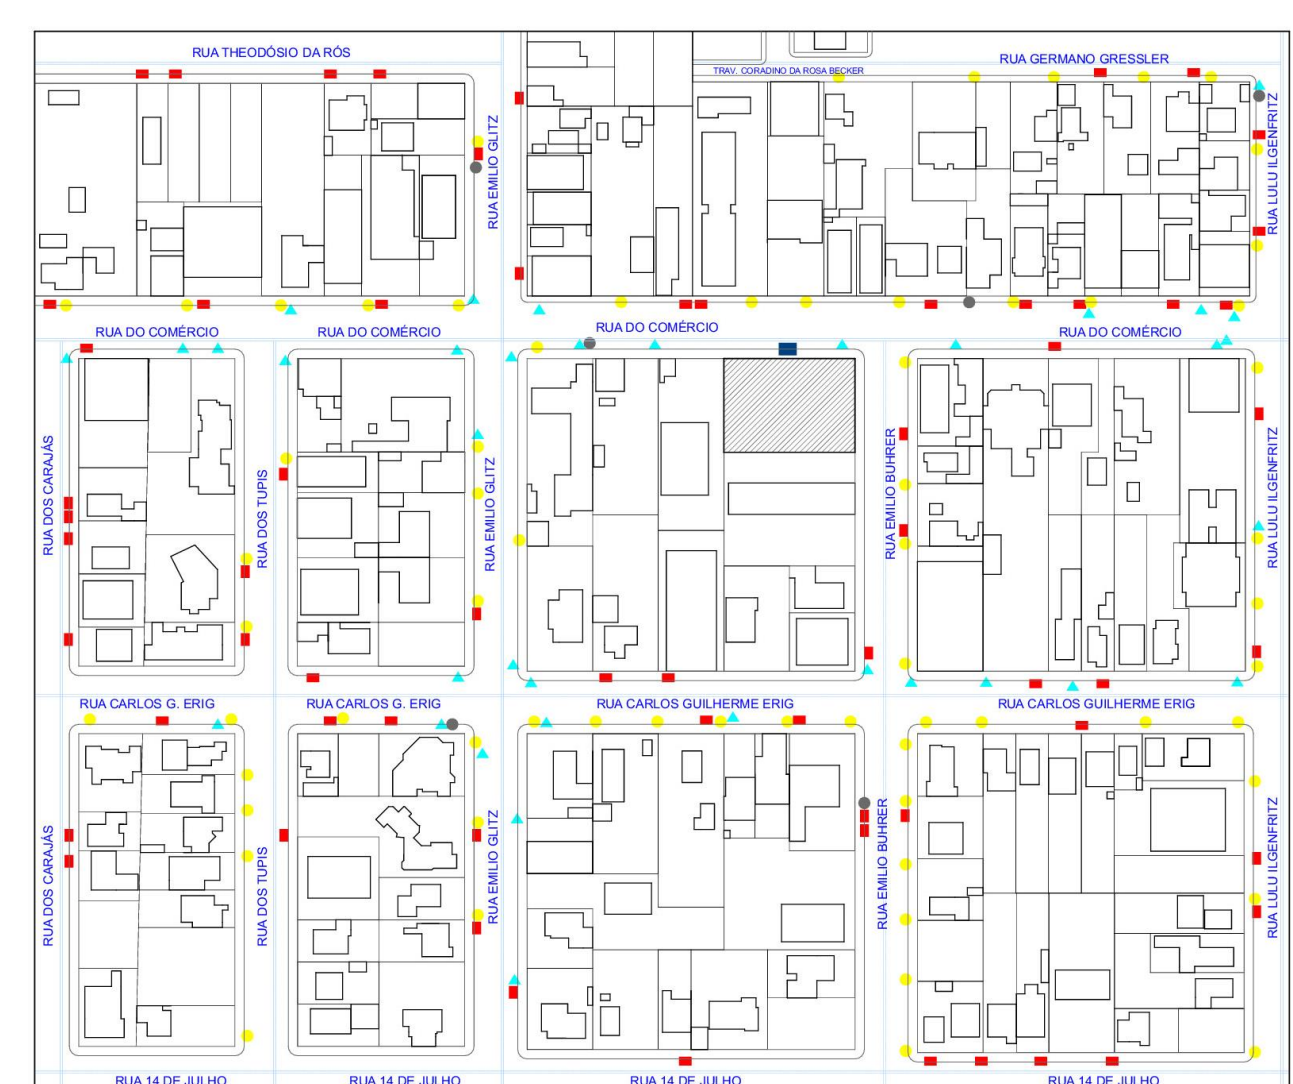 RUA THEODÓSIO DA RÓS
RUA GERMANO GRESSLER
TRAV. CORADINO DA ROSA BECKER
RUA EMILIO GLITZ
RUA LULU ILGENFRITZ
RUA DO COMÉRCIO
RUA DO COMÉRCIO
RUA DO COMÉRCIO
RUA DO COMÉRCIO
RUA DOS CARAJÁS
RUA DOS TUPIS
RUA EMILIO GLITZ
RUA EMILIO BUHRER
RUA LULU ILGENFRITZ
RUA CARLOS G. ERIG
RUA CARLOS G. ERIG
RUA CARLOS GUILHERME ERIG
RUA CARLOS GUILHERME ERIG
RUA DOS CARAJÁS
RUA DOS TUPIS
RUA EMILIO GLITZ
RUA EMILIO BUHRER
RUA LULU ILGENFRITZ
RUA 14 DE JULHO
RUA 14 DE JULHO
RUA 14 DE JULHO
RUA 14 DE JULHO